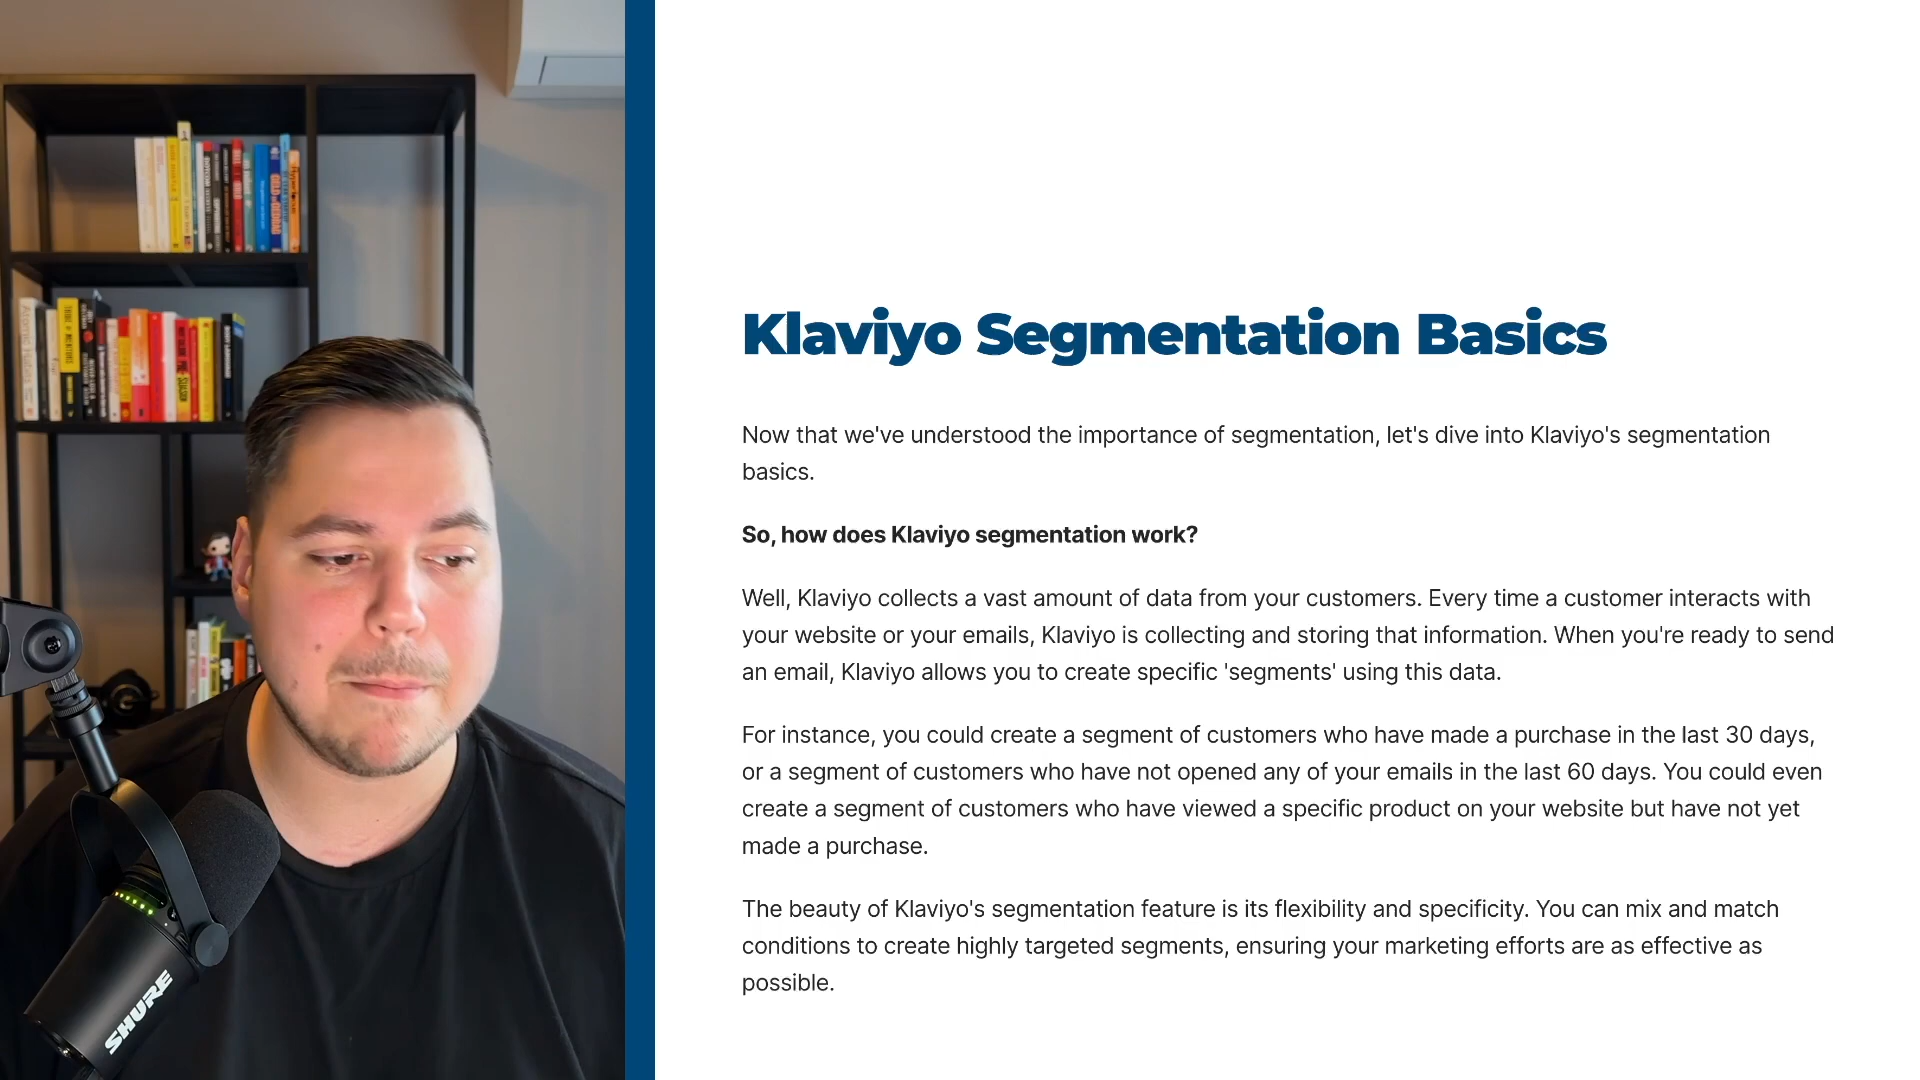 Atomic Habits
SHURE
Klaviyo Segmentation Basics
Now that we've understood the importance of segmentation, let's dive into Klaviyo's segmentation
basics.
So, how does Klaviyo segmentation work?
Well, Klaviyo collects a vast amount of data from your customers. Every time a customer interacts with
your website or your emails, Klaviyo is collecting and storing that information. When you're ready to send
an email, Klaviyo allows you to create specific 'segments' using this data.
For instance, you could create a segment of customers who have made a purchase in the last 30 days,
or a segment of customers who have not opened any of your emails in the last 60 days. You could even
create a segment of customers who have viewed a specific product on your website but have not yet
made a purchase.
The beauty of Klaviyo's segmentation feature is its flexibility and specificity. You can mix and match
conditions to create highly targeted segments, ensuring your marketing efforts are as effective as
possible.